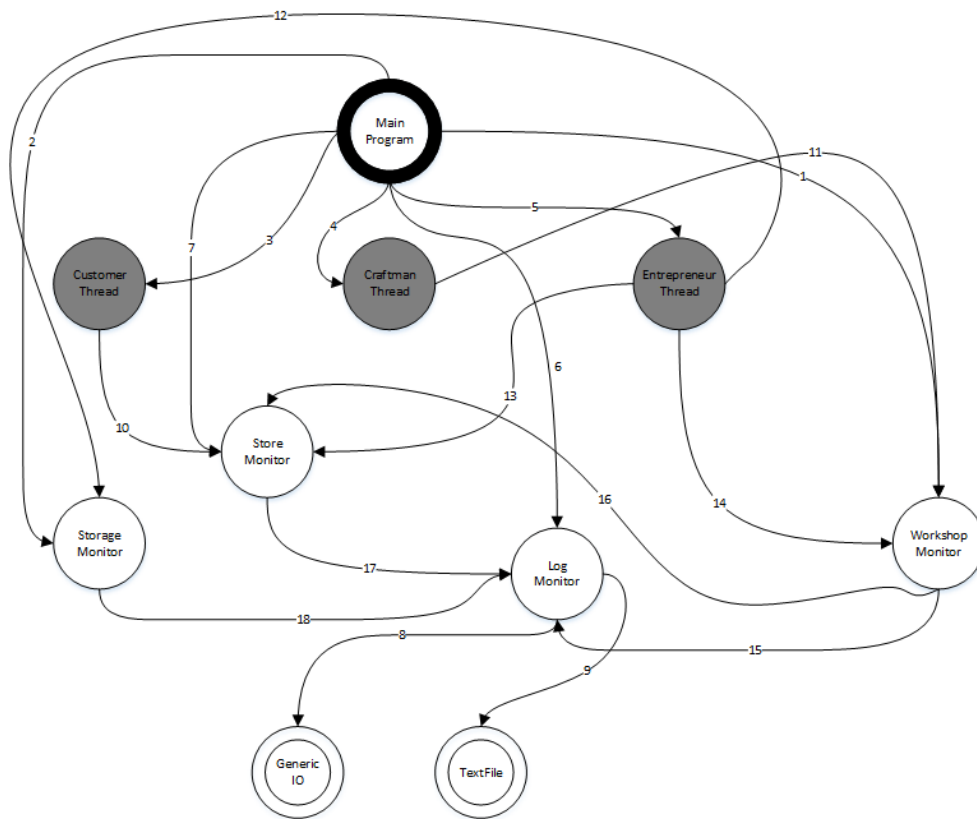 12
2
Main
Program
11
1
4
5
3
7
Customer
Thread
Craftman
Thread
Entrepreneur
Thread
6
13
10
Store
Monitor
16
14
Storage
Monitor
Workshop
Monitor
17
Log
Monitor
18
8
15
9
Generic
IO
TextFile